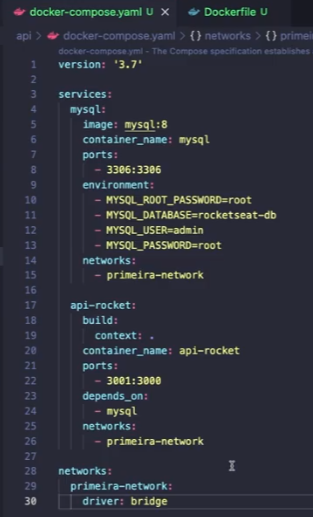 docker-compose.yaml U × Dockerfile U
api > docker-compose.yaml > {} networks > {} primeira
docker-compose.yml - The Compose specification establishes a
1 version: '3.7'
2
3 services:
4 mysql:
5 image: mysql:8
6 container_name: mysql
7 ports:
8 - 3306:3306
9 environment:
10 - MYSQL_ROOT_PASSWORD=root
11 - MYSQL_DATABASE=rocketseat-db
12 - MYSQL_USER=admin
13 - MYSQL_PASSWORD=root
14 networks:
15 - primeira-network
16
17 api-rocket:
18 build:
19 context: .
20 container_name: api-rocket
21 ports:
22 - 3001:3000
23 depends_on:
24 - mysql
25 networks:
26 - primeira-network
27
28 networks:
29 primeira-network:
30 driver: bridge